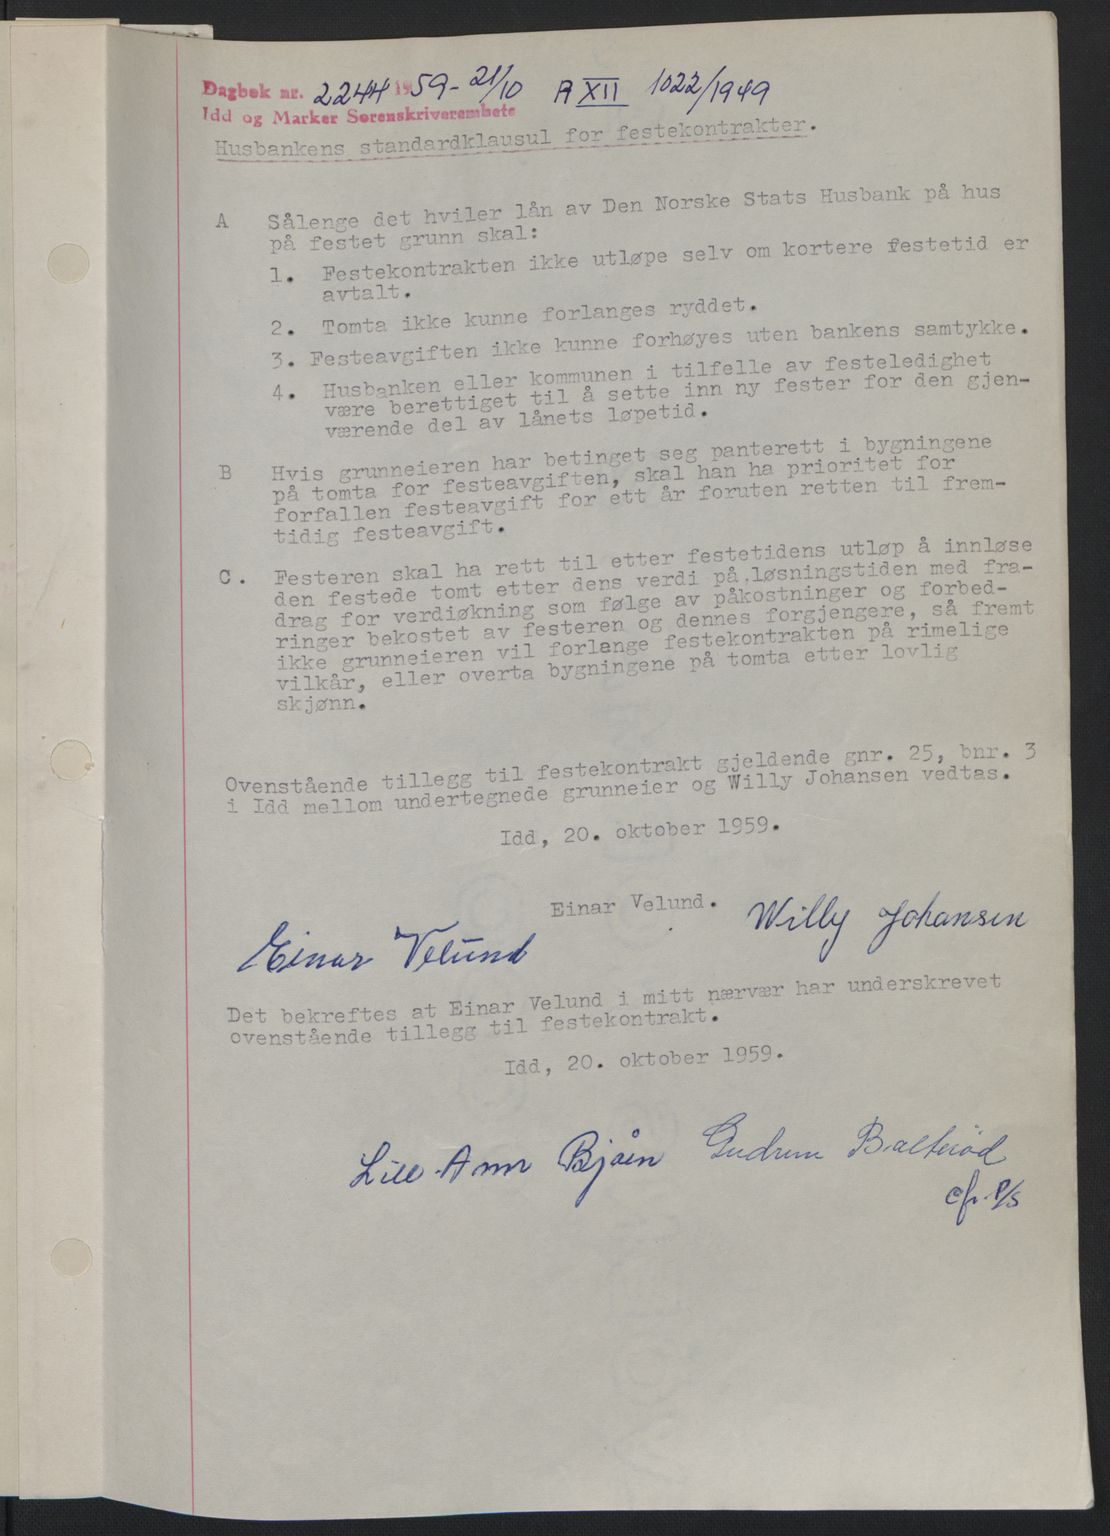 Dagbok nr. 2244 1959 - 21/10 A XII 1022/1949
Idd og Marker Sorenskriverembete
Husbankens standardklausul for festekontrakter.
A Sålenge det hviler lån av Den Norske Stats Husbank på hus
på festet grunn skal:
1. Festekontrakten ikke utløpe selv om kortere festetid er
avtalt.
2. Tomta ikke kunne forlanges ryddet.
3. Festeavgiften ikke kunne forhøyes uten bankens samtykke.
4. Husbanken eller kommunen i tilfelle av festeledighet
være berettiget til å sette inn ny fester for den gjen-
værende del av lånets løpetid.
B Hvis grunneieren har betinget seg panterett i bygningene
på tomta for festeavgiften, skal han ha prioritet for
forfallen festeavgift for ett år foruten retten til frem-
tidig festeavgift.
C. Festeren skal ha rett til etter festetidens utløp å innløse
den festede tomt etter dens verdi på løsningstiden med fra-
drag for verdiøkning som følge av påkostninger og forbed-
ringer bekostet av festeren og dennes forgjengere, så fremt
ikke grunneieren vil forlange festekontrakten på rimelige
vilkår, eller overta bygningene på tomta etter lovlig
skjønn.
Ovenstående tillegg til festekontrakt gjeldende gnr. 25, bnr. 3
i Idd mellom undertegnede grunneier og Willy Johansen vedtas.
Idd, 20. oktober 1959.
Einar Velund. Willy Johansen
Einar Velund
Det bekreftes at Einar Velund i mitt nærvær har underskrevet
ovenstående tillegg til festekontrakt.
Idd, 20. oktober 1959.
Lill-Ann Bjåen Gudrun Balterød
cfr. P/S